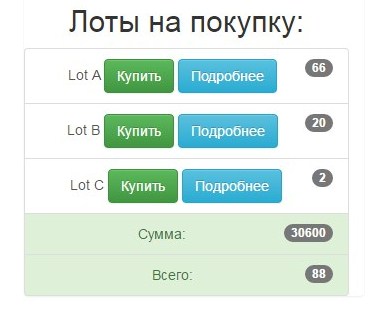 Лоты на покупку:
Lot A Купить Подробнее 66
Lot B Купить Подробнее 20
Lot C Купить Подробнее 2
Сумма: 30600
Всего: 88